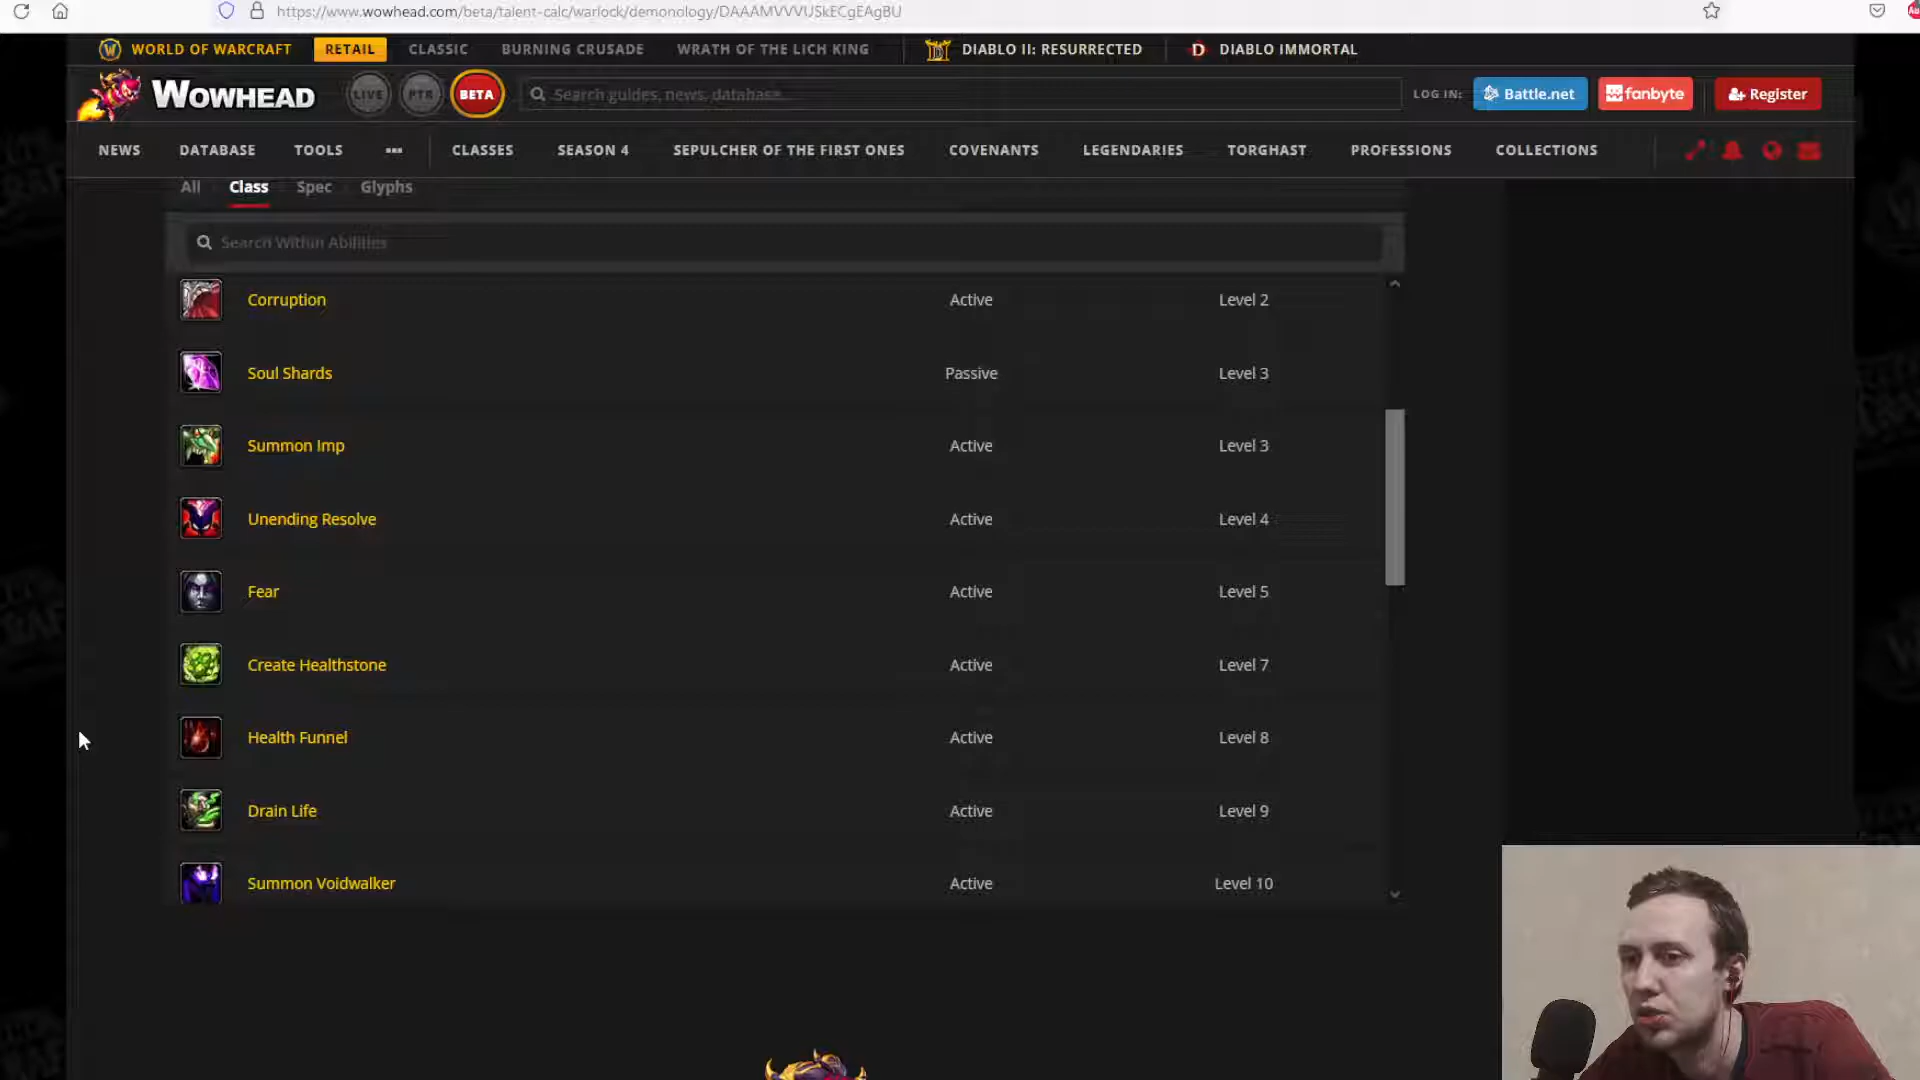 https://www.wowhead.com/beta/talent-calc/warlock/demonology/DAAAMVVVUSkECgEAgBU
WORLD OF WARCRAFT RETAIL CLASSIC BURNING CRUSADE WRATH OF THE LICH KING DIABLO II: RESURRECTED D DIABLO IMMORTAL
WOWHEAD LIVE PTR BETA Search guides, news, database... LOG IN: Battle.net fanbyte Register
NEWS DATABASE TOOLS ••• CLASSES SEASON 4 SEPULCHER OF THE FIRST ONES COVENANTS LEGENDARIES TORGHAST PROFESSIONS COLLECTIONS
All Class Spec Glyphs
Search Within Abilities
Corruption Active Level 2
Soul Shards Passive Level 3
Summon Imp Active Level 3
Unending Resolve Active Level 4
Fear Active Level 5
Create Healthstone Active Level 7
Health Funnel Active Level 8
Drain Life Active Level 9
Summon Voidwalker Active Level 10